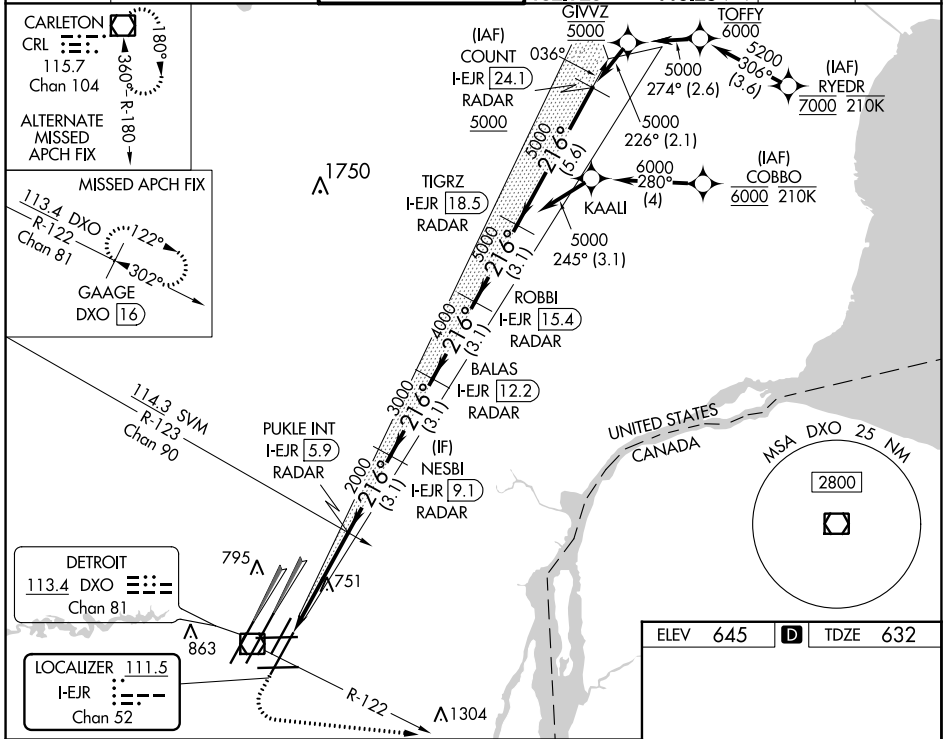 CARLETON
CRL
115.7
Chan 104
180°
360°
R-180
ALTERNATE
MISSED
APCH FIX
MISSED APCH FIX
113.4 DXO
R-122
Chan 81
122°
302°
GAAGE
DXO 16
1750
(IAF)
COUNT
I-EJR 24.1
RADAR
5000
036°
GIVVZ
5000
TOFFY
6000
5000
274° (2.6)
5200
306°
(3.6)
(IAF)
RYEDR
7000 210K
5000
226° (2.1)
5000
216°
(5.6)
6000
280°
(4)
(IAF)
COBBO
6000 210K
KAALI
5000
245° (3.1)
TIGRZ
I-EJR 18.5
RADAR
5000
216°
(3.1)
ROBBI
I-EJR 15.4
RADAR
4000
216°
(3.1)
BALAS
I-EJR 12.2
RADAR
3000
216°
(3.1)
(IF)
NESBI
I-EJR 9.1
RADAR
2000
216°
(3.1)
PUKLE INT
I-EJR 5.9
RADAR
114.3 SVM
R-123
Chan 90
UNITED STATES
CANADA
MSA DXO 25 NM
2800
DETROIT
113.4 DXO
Chan 81
795
751
863
LOCALIZER 111.5
I-EJR
Chan 52
R-122
1304
ELEV 645 D TDZE 632